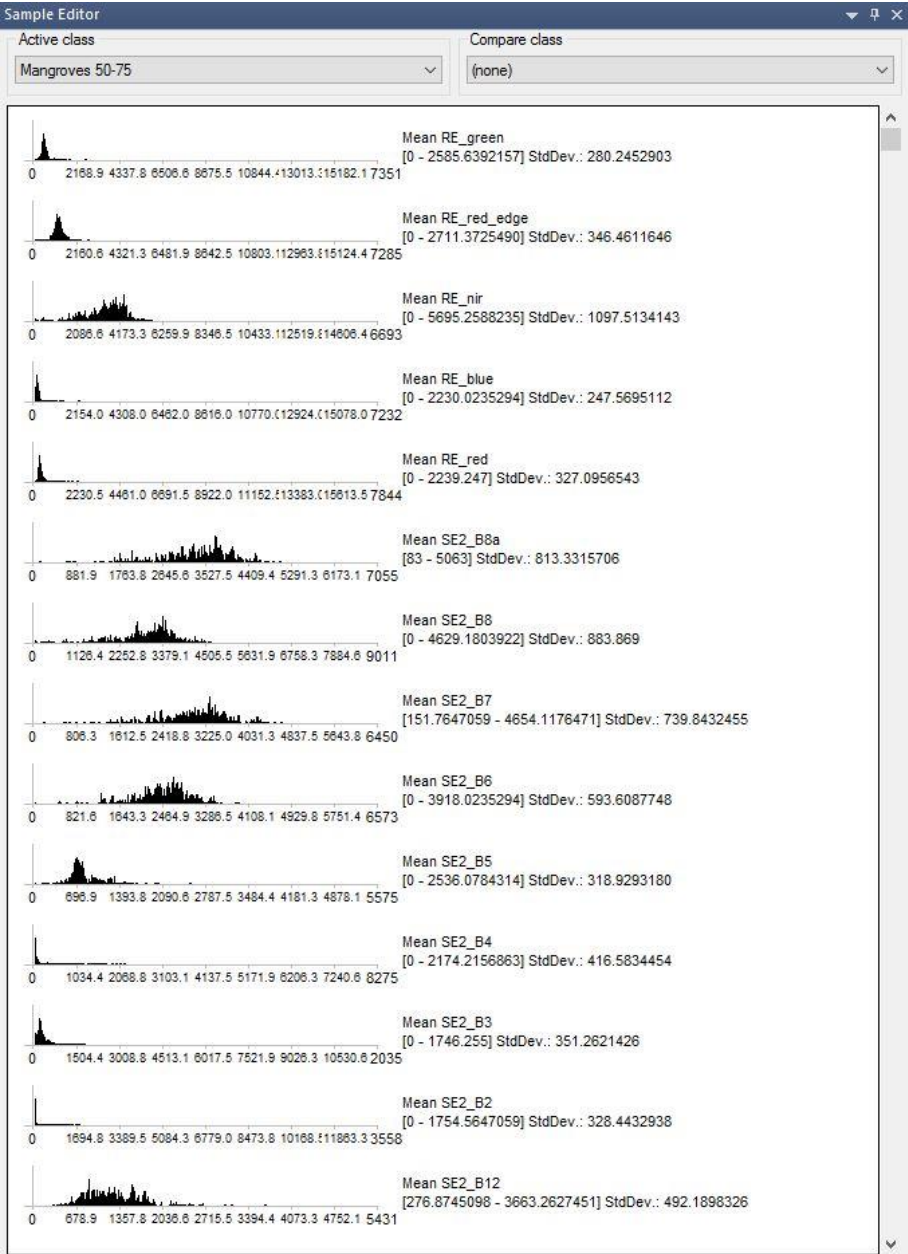 Sample Editor
Active class
Compare class
Mangroves 50-75
(none)
Mean RE_green
[0 - 2585.6392157] StdDev.: 280.2452903
0 2168.9 4337.8 6506.6 8675.5 10844.4 13013.3 15182.1 7351
Mean RE_red_edge
[0 - 2711.3725490] StdDev.: 346.4611646
0 2160.6 4321.3 6481.9 8642.5 10803.1 12963.8 15124.4 7285
Mean RE_nir
[0 - 5695.2588235] StdDev.: 1097.5134143
0 2086.6 4173.3 6259.9 8346.5 10433.1 12519.8 14606.4 6693
Mean RE_blue
[0 - 2230.0235294] StdDev.: 247.5695112
0 2154.0 4308.0 6462.0 8616.0 10770.0 12924.0 15078.0 7232
Mean RE_red
[0 - 2239.247] StdDev.: 327.0956543
0 2230.5 4461.0 6691.5 8922.0 11152.5 13383.0 15613.5 7844
Mean SE2_B8a
[83 - 5063] StdDev.: 813.3315706
0 881.9 1763.8 2645.6 3527.5 4409.4 5291.3 6173.1 7055
Mean SE2_B8
[0 - 4629.1803922] StdDev.: 883.869
0 1126.4 2252.8 3379.1 4505.5 5631.9 6758.3 7884.6 9011
Mean SE2_B7
[151.7647059 - 4654.1176471] StdDev.: 739.8432455
0 806.3 1612.5 2418.8 3225.0 4031.3 4837.5 5643.8 6450
Mean SE2_B6
[0 - 3918.0235294] StdDev.: 593.6087748
0 821.6 1643.3 2464.9 3286.5 4108.1 4929.8 5751.4 6573
Mean SE2_B5
[0 - 2536.0784314] StdDev.: 318.9293180
0 696.9 1393.8 2090.6 2787.5 3484.4 4181.3 4878.1 5575
Mean SE2_B4
[0 - 2174.2156863] StdDev.: 416.5834454
0 1034.4 2068.8 3103.1 4137.5 5171.9 6206.3 7240.6 8275
Mean SE2_B3
[0 - 1746.255] StdDev.: 351.2621426
0 1504.4 3008.8 4513.1 6017.5 7521.9 9026.3 10530.6 2035
Mean SE2_B2
[0 - 1754.5647059] StdDev.: 328.4432938
0 1694.8 3389.5 5084.3 6779.0 8473.8 10168.5 11863.3 3558
Mean SE2_B12
[276.8745098 - 3663.2627451] StdDev.: 492.1898326
0 678.9 1357.8 2036.6 2715.5 3394.4 4073.3 4752.1 5431